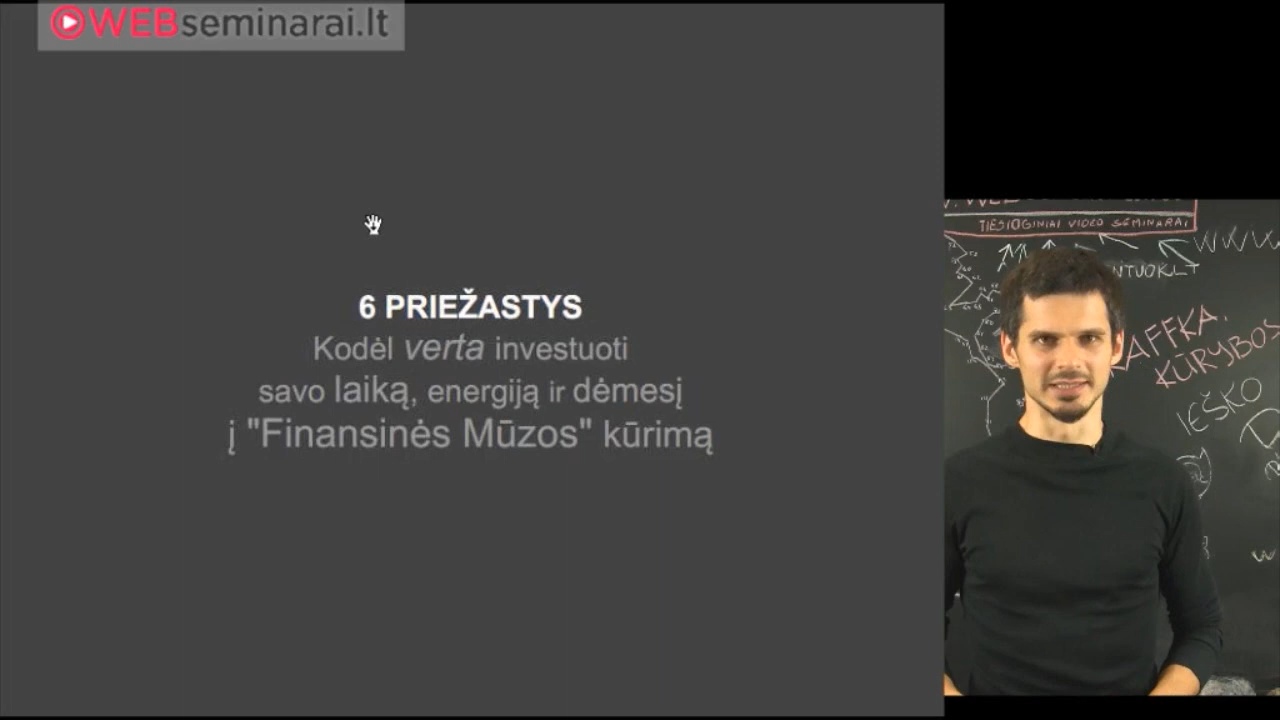 WEBseminarai.lt
6 PRIEŽASTYS
Kodėl verta investuoti
savo laiką, energiją ir dėmesį
į "Finansinės Mūzos" kūrimą
TIESIOGINIAI VIDEO SEMINARAI
WWW
KŪRYBOS
IEŠKO